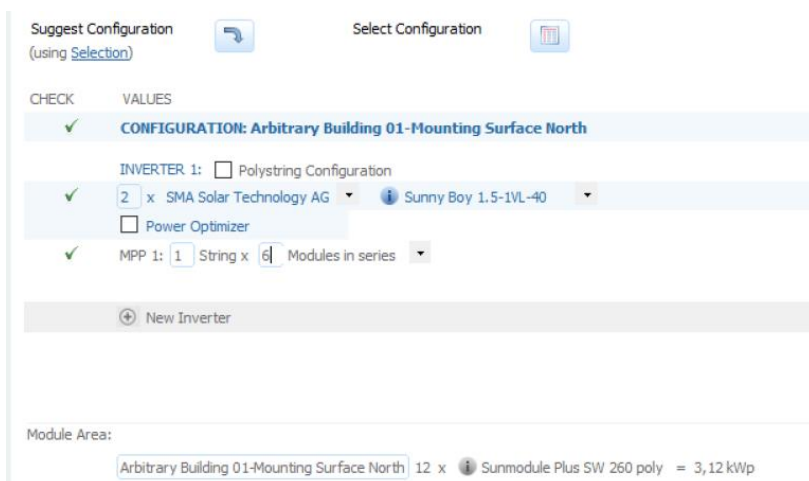 Suggest Configuration Select Configuration
(using Selection)
CHECK VALUES
CONFIGURATION: Arbitrary Building 01-Mounting Surface North
INVERTER 1: Polystring Configuration
2 x SMA Solar Technology AG Sunny Boy 1.5-1VL-40
Power Optimizer
MPP 1: 1 String x 6 Modules in series
New Inverter
Module Area:
Arbitrary Building 01-Mounting Surface North 12 x Sunmodule Plus SW 260 poly = 3,12 kWp